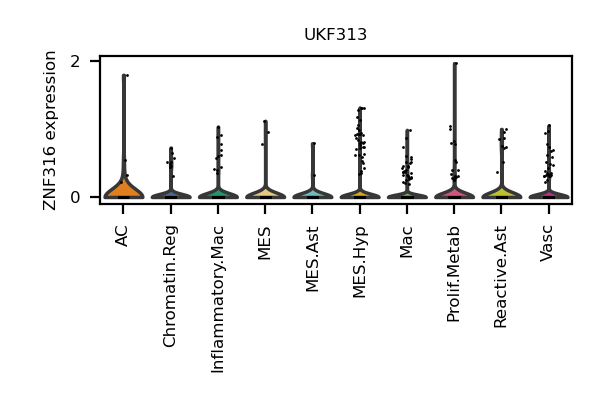 UKF313
ZNF316 expression
2
0
AC
Chromatin.Reg
Inflammatory.Mac
MES
MES.Ast
MES.Hyp
Mac
Prolif.Metab
Reactive.Ast
Vasc